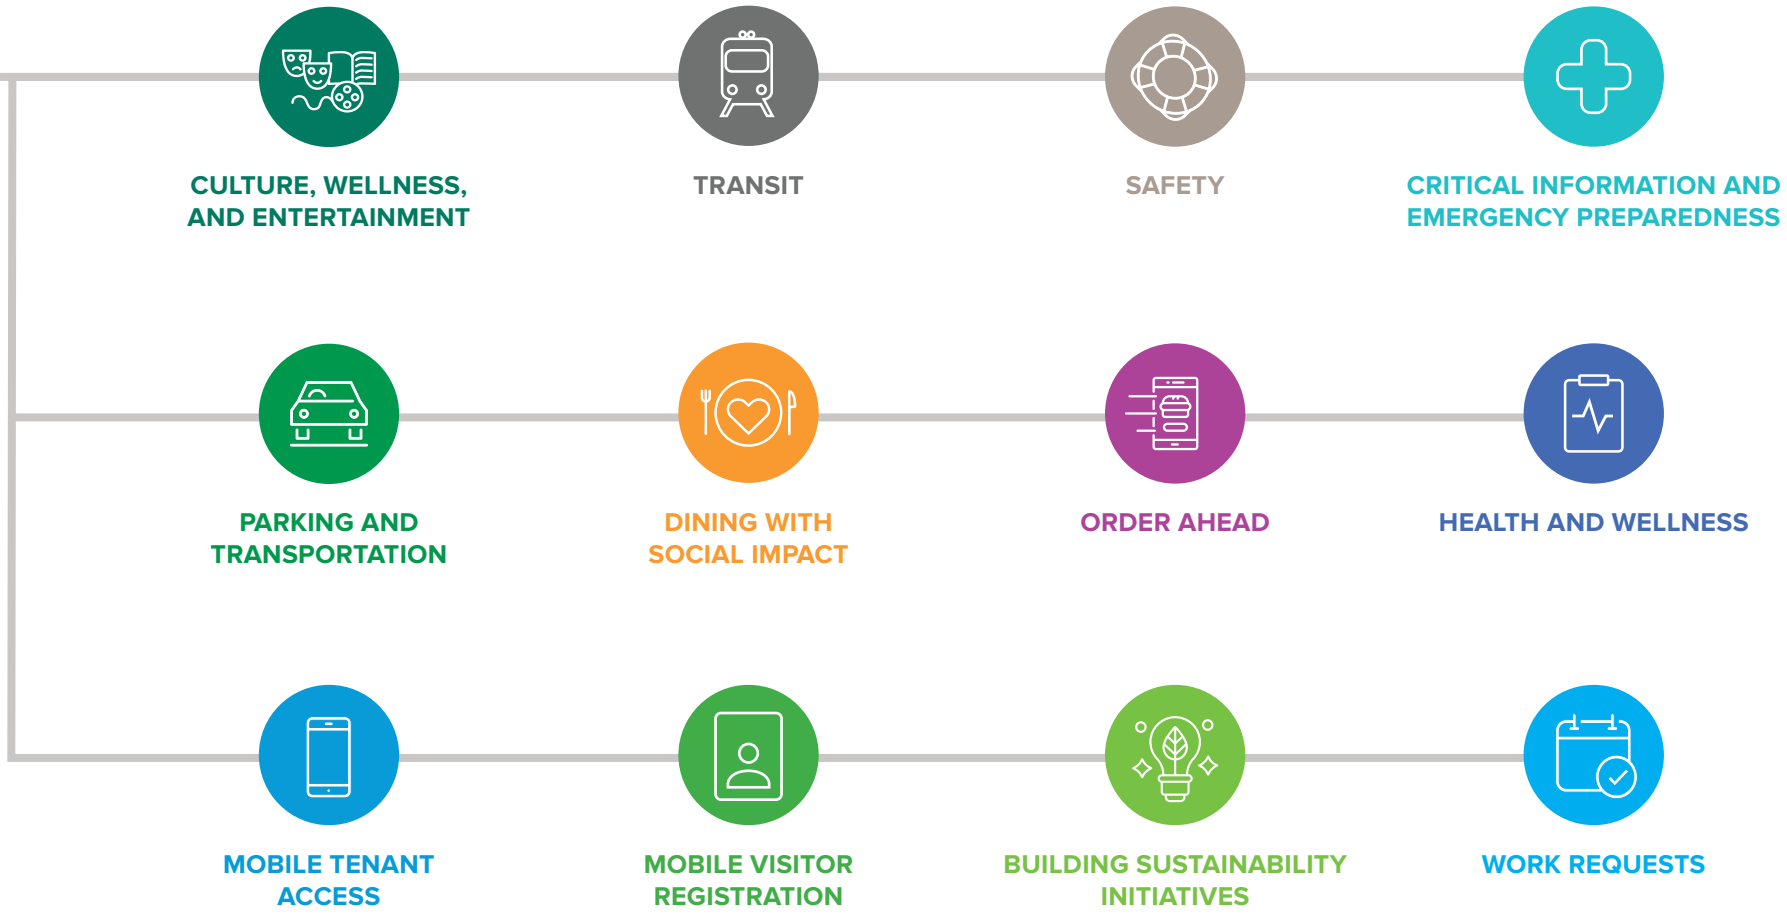 CULTURE, WELLNESS,
AND ENTERTAINMENT
TRANSIT
SAFETY
CRITICAL INFORMATION AND
EMERGENCY PREPAREDNESS
PARKING AND
TRANSPORTATION
DINING WITH
SOCIAL IMPACT
ORDER AHEAD
HEALTH AND WELLNESS
MOBILE TENANT
ACCESS
MOBILE VISITOR
REGISTRATION
BUILDING SUSTAINABILITY
INITIATIVES
WORK REQUESTS